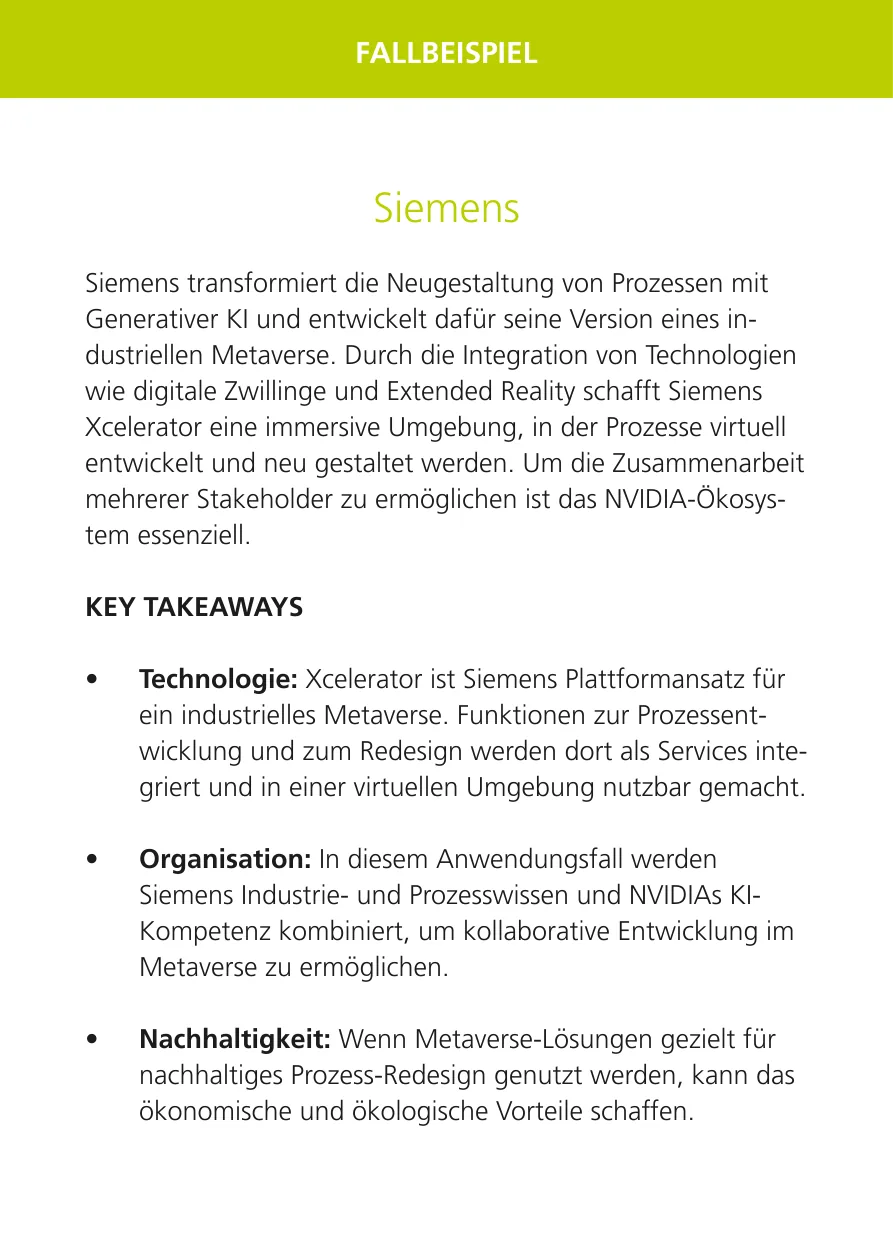 FALLBEISPIEL
Siemens
Siemens transformiert die Neugestaltung von Prozessen mit
Generativer KI und entwickelt dafür seine Version eines in-
dustriellen Metaverse. Durch die Integration von Technologien
wie digitale Zwillinge und Extended Reality schafft Siemens
Xcelerator eine immersive Umgebung, in der Prozesse virtuell
entwickelt und neu gestaltet werden. Um die Zusammenarbeit
mehrerer Stakeholder zu ermöglichen ist das NVIDIA-Ökosys-
tem essenziell.
KEY TAKEAWAYS
• Technologie: Xcelerator ist Siemens Plattformansatz für
ein industrielles Metaverse. Funktionen zur Prozessent-
wicklung und zum Redesign werden dort als Services inte-
griert und in einer virtuellen Umgebung nutzbar gemacht.
• Organisation: In diesem Anwendungsfall werden
Siemens Industrie- und Prozesswissen und NVIDIAs KI-
Kompetenz kombiniert, um kollaborative Entwicklung im
Metaverse zu ermöglichen.
• Nachhaltigkeit: Wenn Metaverse-Lösungen gezielt für
nachhaltiges Prozess-Redesign genutzt werden, kann das
ökonomische und ökologische Vorteile schaffen.